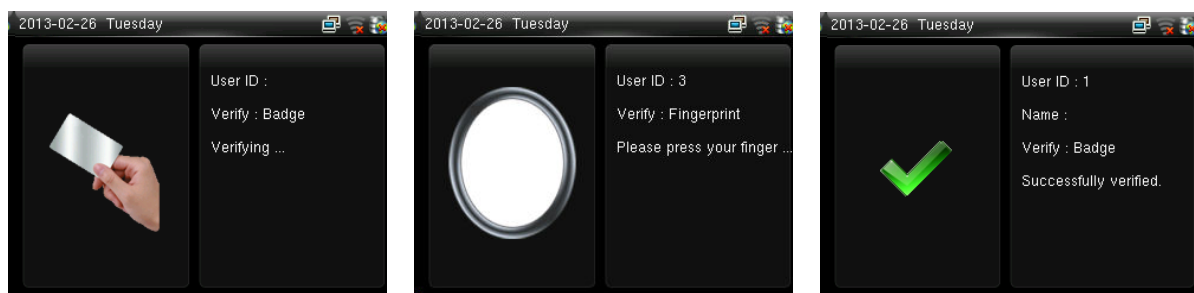 2013-02-26 Tuesday
User ID :
Verify : Badge
Verifying ...
2013-02-26 Tuesday
User ID : 3
Verify : Fingerprint
Please press your finger ...
2013-02-26 Tuesday
User ID : 1
Name :
Verify : Badge
Successfully verified.